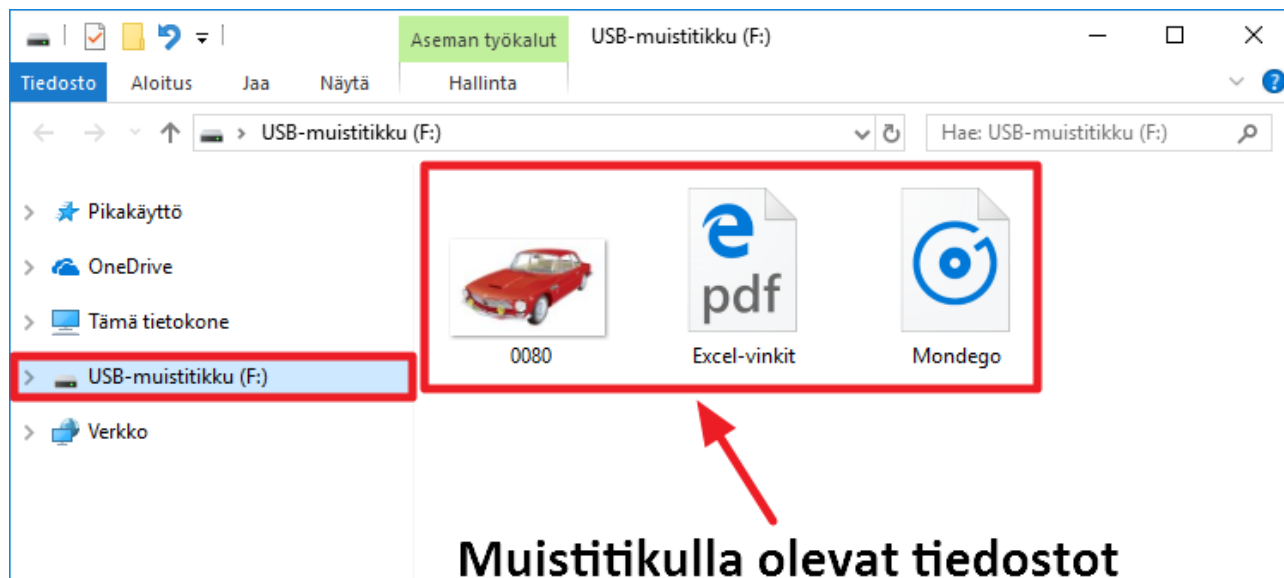 Aseman työkalut USB-muistitikku (F:)
Tiedosto Aloitus Jaa Näytä Hallinta
USB-muistitikku (F:) Hae: USB-muistitikku (F:)
Pikakäyttö
OneDrive
Tämä tietokone
USB-muistitikku (F:)
Verkko
pdf
0080 Excel-vinkit Mondego
Muistitikulla olevat tiedostot